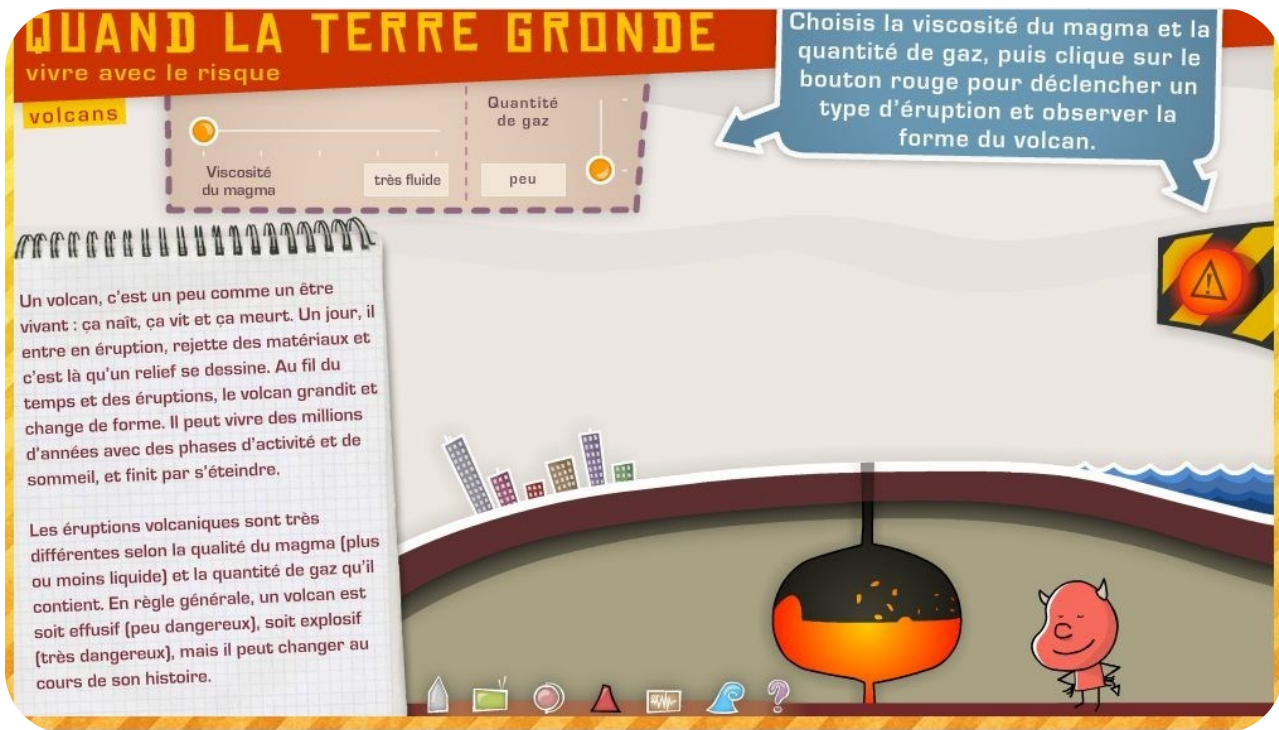 QUAND LA TERRE GRONDE
vivre avec le risque
volcans
Viscosité
du magma
très fluide
Quantité
de gaz
peu
Choisis la viscosité du magma et la
quantité de gaz, puis clique sur le
bouton rouge pour déclencher un
type d'éruption et observer la
forme du volcan.
Un volcan, c'est un peu comme un être
vivant : ça naît, ça vit et ça meurt. Un jour, il
entre en éruption, rejette des matériaux et
c'est là qu'un relief se dessine. Au fil du
temps et des éruptions, le volcan grandit et
change de forme. Il peut vivre des millions
d'années avec des phases d'activité et de
sommeil, et finit par s'éteindre.
Les éruptions volcaniques sont très
différentes selon la qualité du magma (plus
ou moins liquide) et la quantité de gaz qu'il
contient. En règle générale, un volcan est
soit effusif (peu dangereux), soit explosif
(très dangereux), mais il peut changer au
cours de son histoire.
!
?